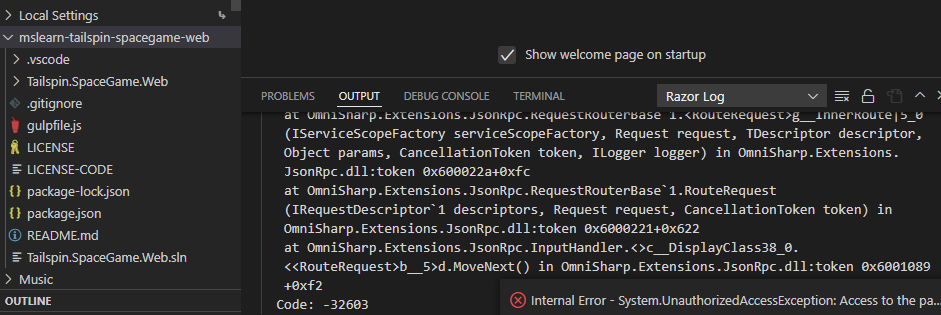 Local Settings
mslearn-tailspin-spacegame-web
.vscode
Tailspin.SpaceGame.Web
.gitignore
gulpfile.js
LICENSE
LICENSE-CODE
package-lock.json
package.json
README.md
Tailspin.SpaceGame.Web.sln
Music
OUTLINE
Show welcome page on startup
PROBLEMS OUTPUT DEBUG CONSOLE TERMINAL Razor Log
at OmniSharp.Extensions.JsonRpc.RequestRouterBase`1.<RouteRequest>g__InnerRoute|5_0
(IServiceScopeFactory serviceScopeFactory, Request request, TDescriptor descriptor,
Object params, CancellationToken token, ILogger logger) in OmniSharp.Extensions.
JsonRpc.dll:token 0x600022a+0xfc
at OmniSharp.Extensions.JsonRpc.RequestRouterBase`1.RouteRequest
(IRequestDescriptor`1 descriptors, Request request, CancellationToken token) in
OmniSharp.Extensions.JsonRpc.dll:token 0x6000221+0x622
at OmniSharp.Extensions.JsonRpc.InputHandler.<>c__DisplayClass38_0.
<<RouteRequest>b__5>d.MoveNext() in OmniSharp.Extensions.JsonRpc.dll:token 0x6001089
+0xf2
Code: -32603
Internal Error - System.UnauthorizedAccessException: Access to the pa...